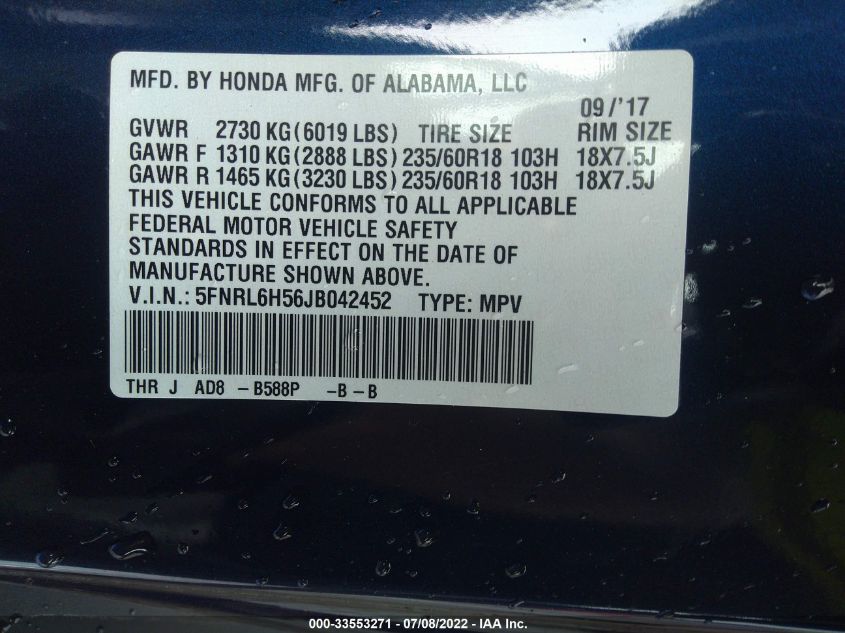 MFD. BY HONDA MFG. OF ALABAMA, LLC
09/'17
GVWR 2730 KG(6019 LBS) TIRE SIZE RIM SIZE
GAWR F 1310 KG(2888 LBS) 235/60R18 103H 18X7.5J
GAWR R 1465 KG(3230 LBS) 235/60R18 103H 18X7.5J
THIS VEHICLE CONFORMS TO ALL APPLICABLE
FEDERAL MOTOR VEHICLE SAFETY
STANDARDS IN EFFECT ON THE DATE OF
MANUFACTURE SHOWN ABOVE.
V.I.N.: 5FNRL6H56JB042452 TYPE: MPV
THR J AD8 - B588P - B - B
000-33553271 - 07/08/2022 - IAA Inc.